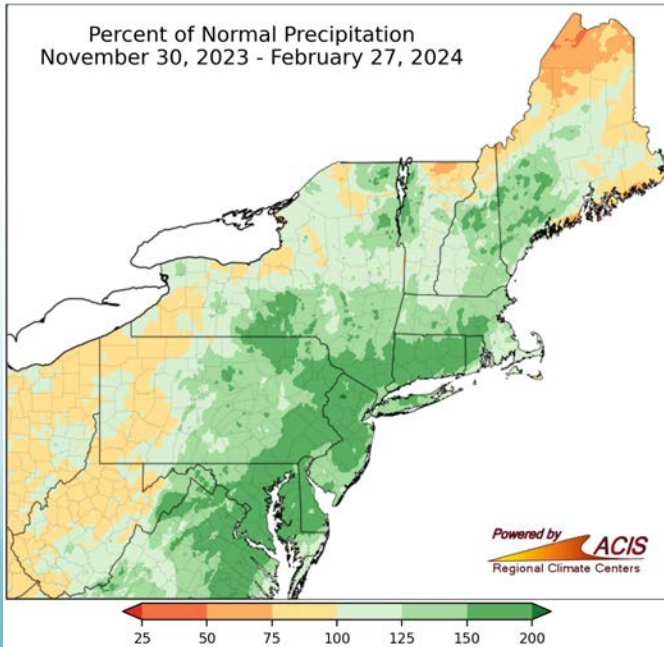 Percent of Normal Precipitation
November 30, 2023 - February 27, 2024
Powered by
ACIS
Regional Climate Centers
25 50 75 100 125 150 200